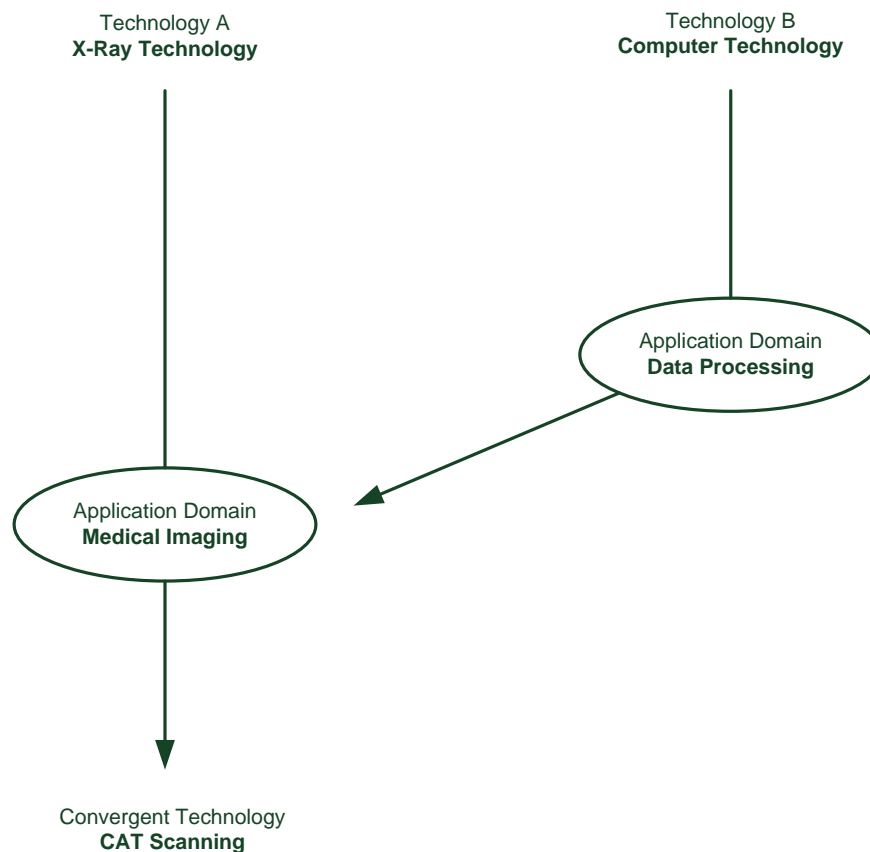 Technology A
X-Ray Technology
Technology B
Computer Technology
Application Domain
Data Processing
Application Domain
Medical Imaging
Convergent Technology
CAT Scanning